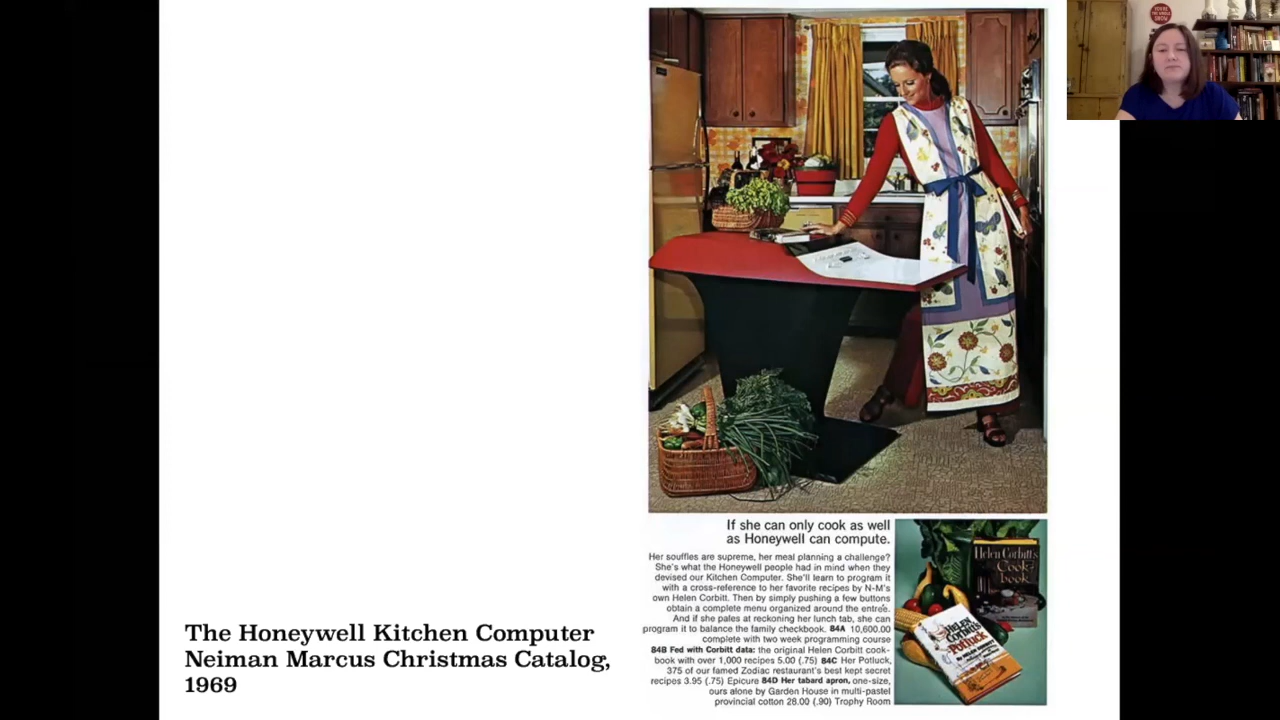 YOU'RE
THE WHOLE
SHOW
If she can only cook as well
as Honeywell can compute.
Her souffles are supreme, her meal planning a challenge?
She's what the Honeywell people had in mind when they
devised our Kitchen Computer. She'll learn to program it
with a cross-reference to her favorite recipes by N-M's
own Helen Corbitt. Then by simply pushing a few buttons
obtain a complete menu organized around the entrée.
And if she pales at reckoning her lunch tab, she can
program it to balance the family checkbook. 84A 10,600.00
complete with two week programming course
84B Fed with Corbitt data: the original Helen Corbitt cook-
book with over 1,000 recipes 5.00 (.75) 84C Her Potluck,
375 of our famed Zodiac restaurant's best kept secret
recipes 3.95 (.75) Epicure 84D Her tabard apron, one-size,
ours alone by Garden House in multi-pastel
provincial cotton 26.00 (.90) Trophy Room
Helen Corbitt's
Cook-
book
HELEN
CORBITT'S
Potluck
The Honeywell Kitchen Computer
Neiman Marcus Christmas Catalog,
1969